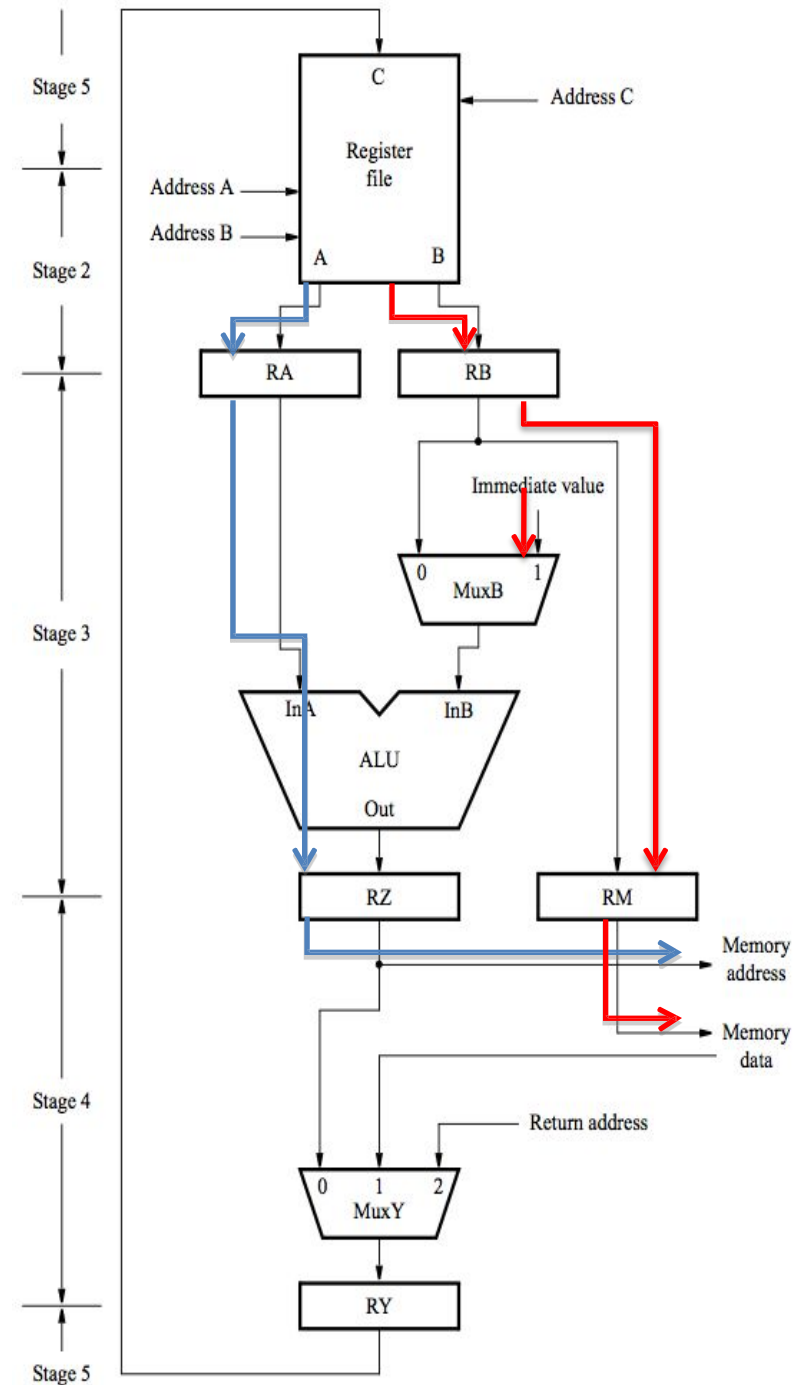 Stage 5
C
Address C
Register
file
Address A
Address B
A
B
Stage 2
RA
RB
Immediate value
0
1
MuxB
Stage 3
InA
InB
ALU
Out
RZ
RM
Memory
address
Memory
data
Stage 4
Return address
0
1
2
MuxY
RY
Stage 5